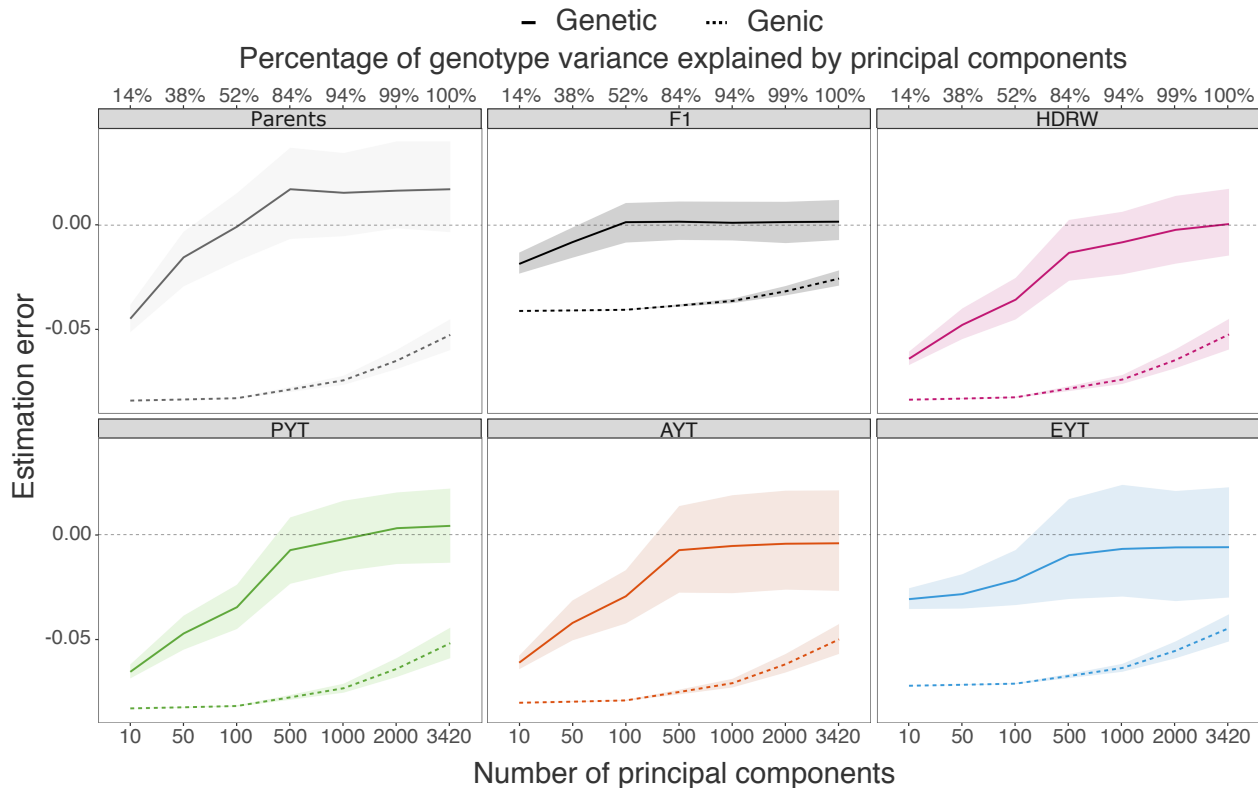 Genetic Genic
Percentage of genotype variance explained by principal components
14% 38% 52% 84% 94% 99% 100% 14% 38% 52% 84% 94% 99% 100% 14% 38% 52% 84% 94% 99% 100%
Parents F1 HDRW
0.00
-0.05
PYT AYT EYT
0.00
-0.05
Estimation error
10 50 100 500 1000 2000 3420 10 50 100 500 1000 2000 3420 10 50 100 500 1000 2000 3420
Number of principal components